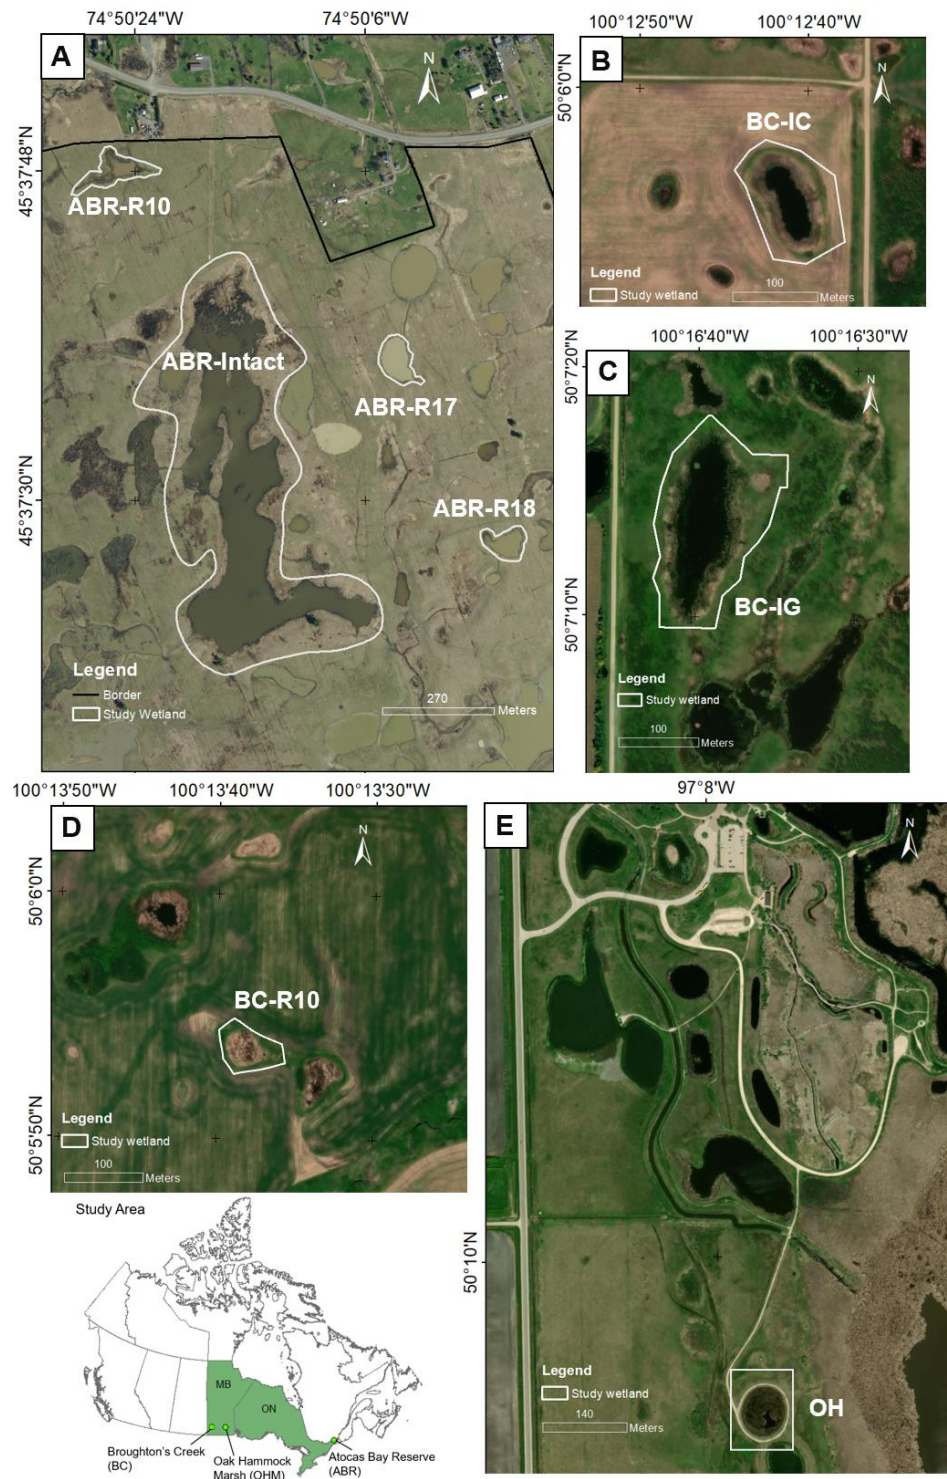 74°50'24"W 74°50'6"W
A
N
45°37'48"N
ABR-R10
ABR-Intact
ABR-R17
45°37'30"N
ABR-R18
Legend
Border
Study Wetland
270
Meters
100°12'50"W 100°12'40"W
B
N
50°6'0"N
BC-IC
Legend
Study wetland
100
Meters
100°16'40"W 100°16'30"W
C
N
50°7'20"N
50°7'10"N
BC-IG
Legend
Study wetland
100
Meters
100°13'50"W 100°13'40"W 100°13'30"W
D
N
50°6'0"N
BC-R10
50°5'50"N
Legend
Study wetland
100
Meters
97°8'W
E
N
50°10'N
Legend
Study wetland
140
Meters
OH
Study Area
MB
ON
Broughton's Creek
(BC)
Oak Hammock
Marsh (OHM)
Atocas Bay Reserve
(ABR)